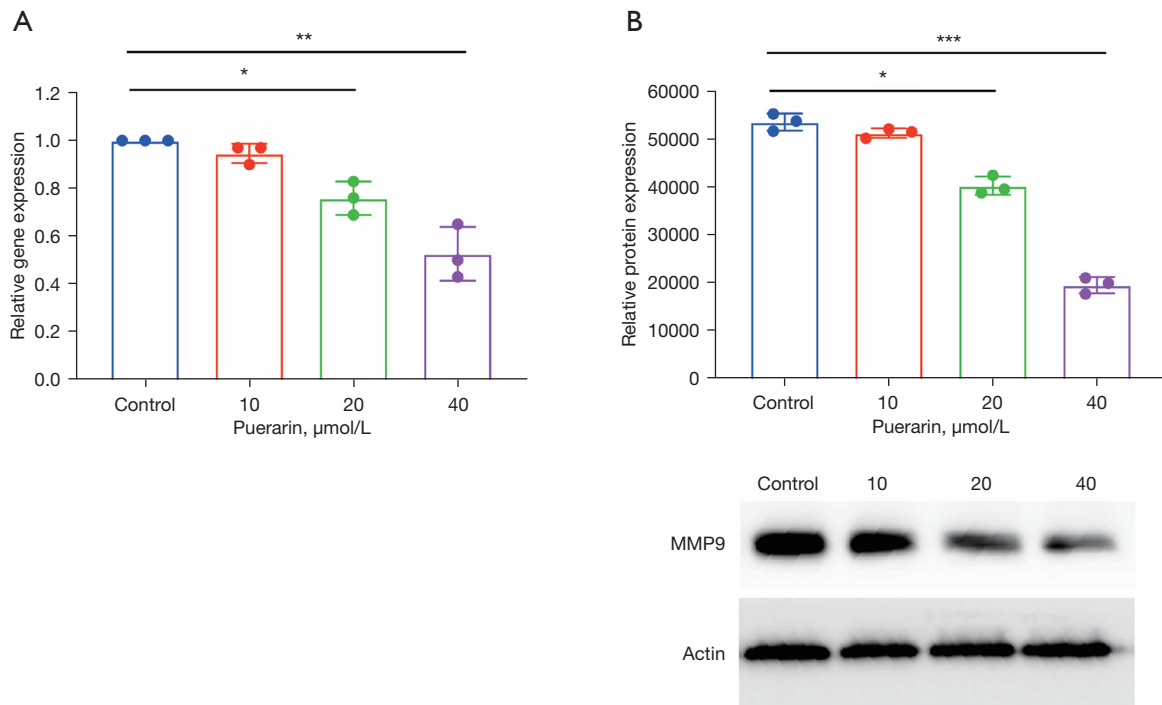 A
**
*
1.2
1.0
0.8
0.6
0.4
0.2
0.0
Relative gene expression
Control 10 20 40
Puerarin, µmol/L
B
***
*
60000
50000
40000
30000
20000
10000
0
Relative protein expression
Control 10 20 40
Puerarin, µmol/L
Control 10 20 40
MMP9
Actin